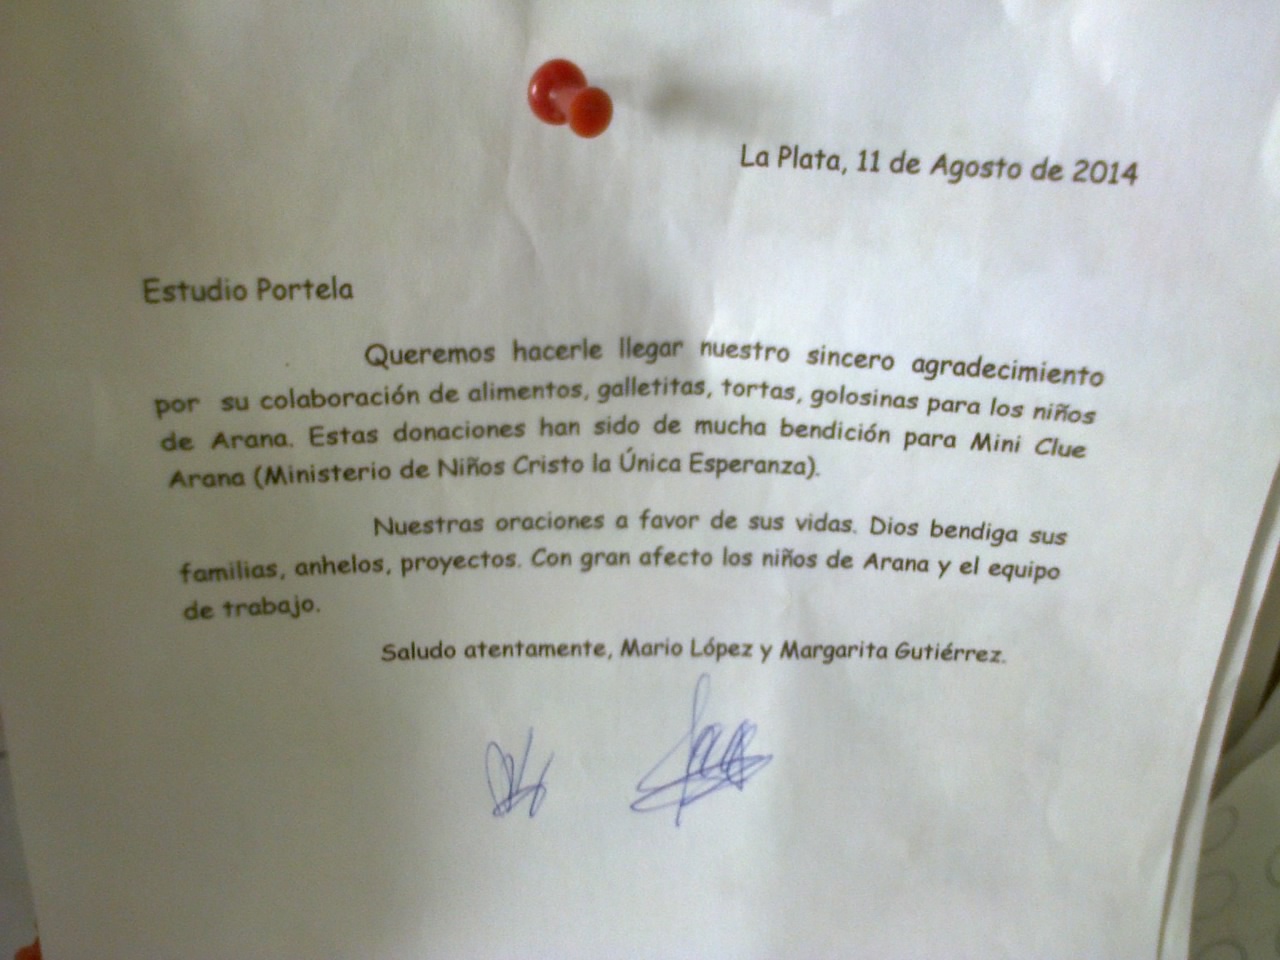 La Plata, 11 de Agosto de 2014
Estudio Portela
Queremos hacerle llegar nuestro sincero agradecimiento
por su colaboración de alimentos, galletitas, tortas, golosinas para los niños
de Arana. Estas donaciones han sido de mucha bendición para Mini Clue
Arana (Ministerio de Niños Cristo la Única Esperanza).
Nuestras oraciones a favor de sus vidas. Dios bendiga sus
familias, anhelos, proyectos. Con gran afecto los niños de Arana y el equipo
de trabajo.
Saludo atentamente, Mario López y Margarita Gutiérrez.